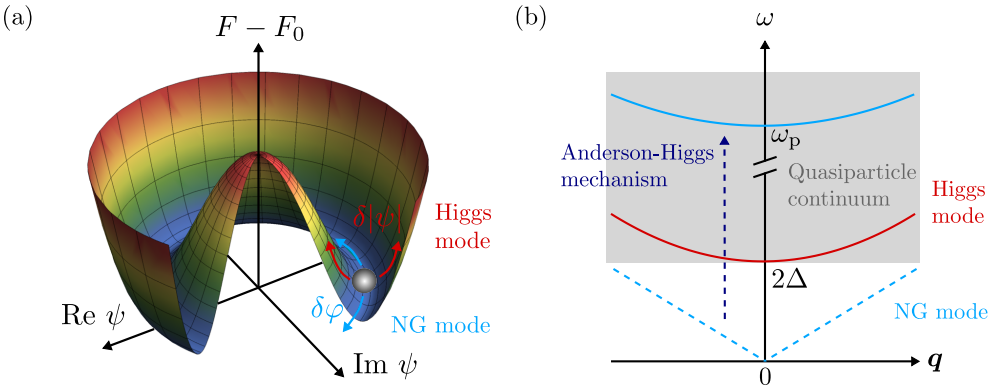 (a)
F − F₀
Higgs
mode
δ|ψ|
δφ
NG mode
Re ψ
Im ψ
(b)
ω
ωₚ
Anderson-Higgs
mechanism
Quasiparticle
continuum
Higgs
mode
2Δ
NG mode
0
q